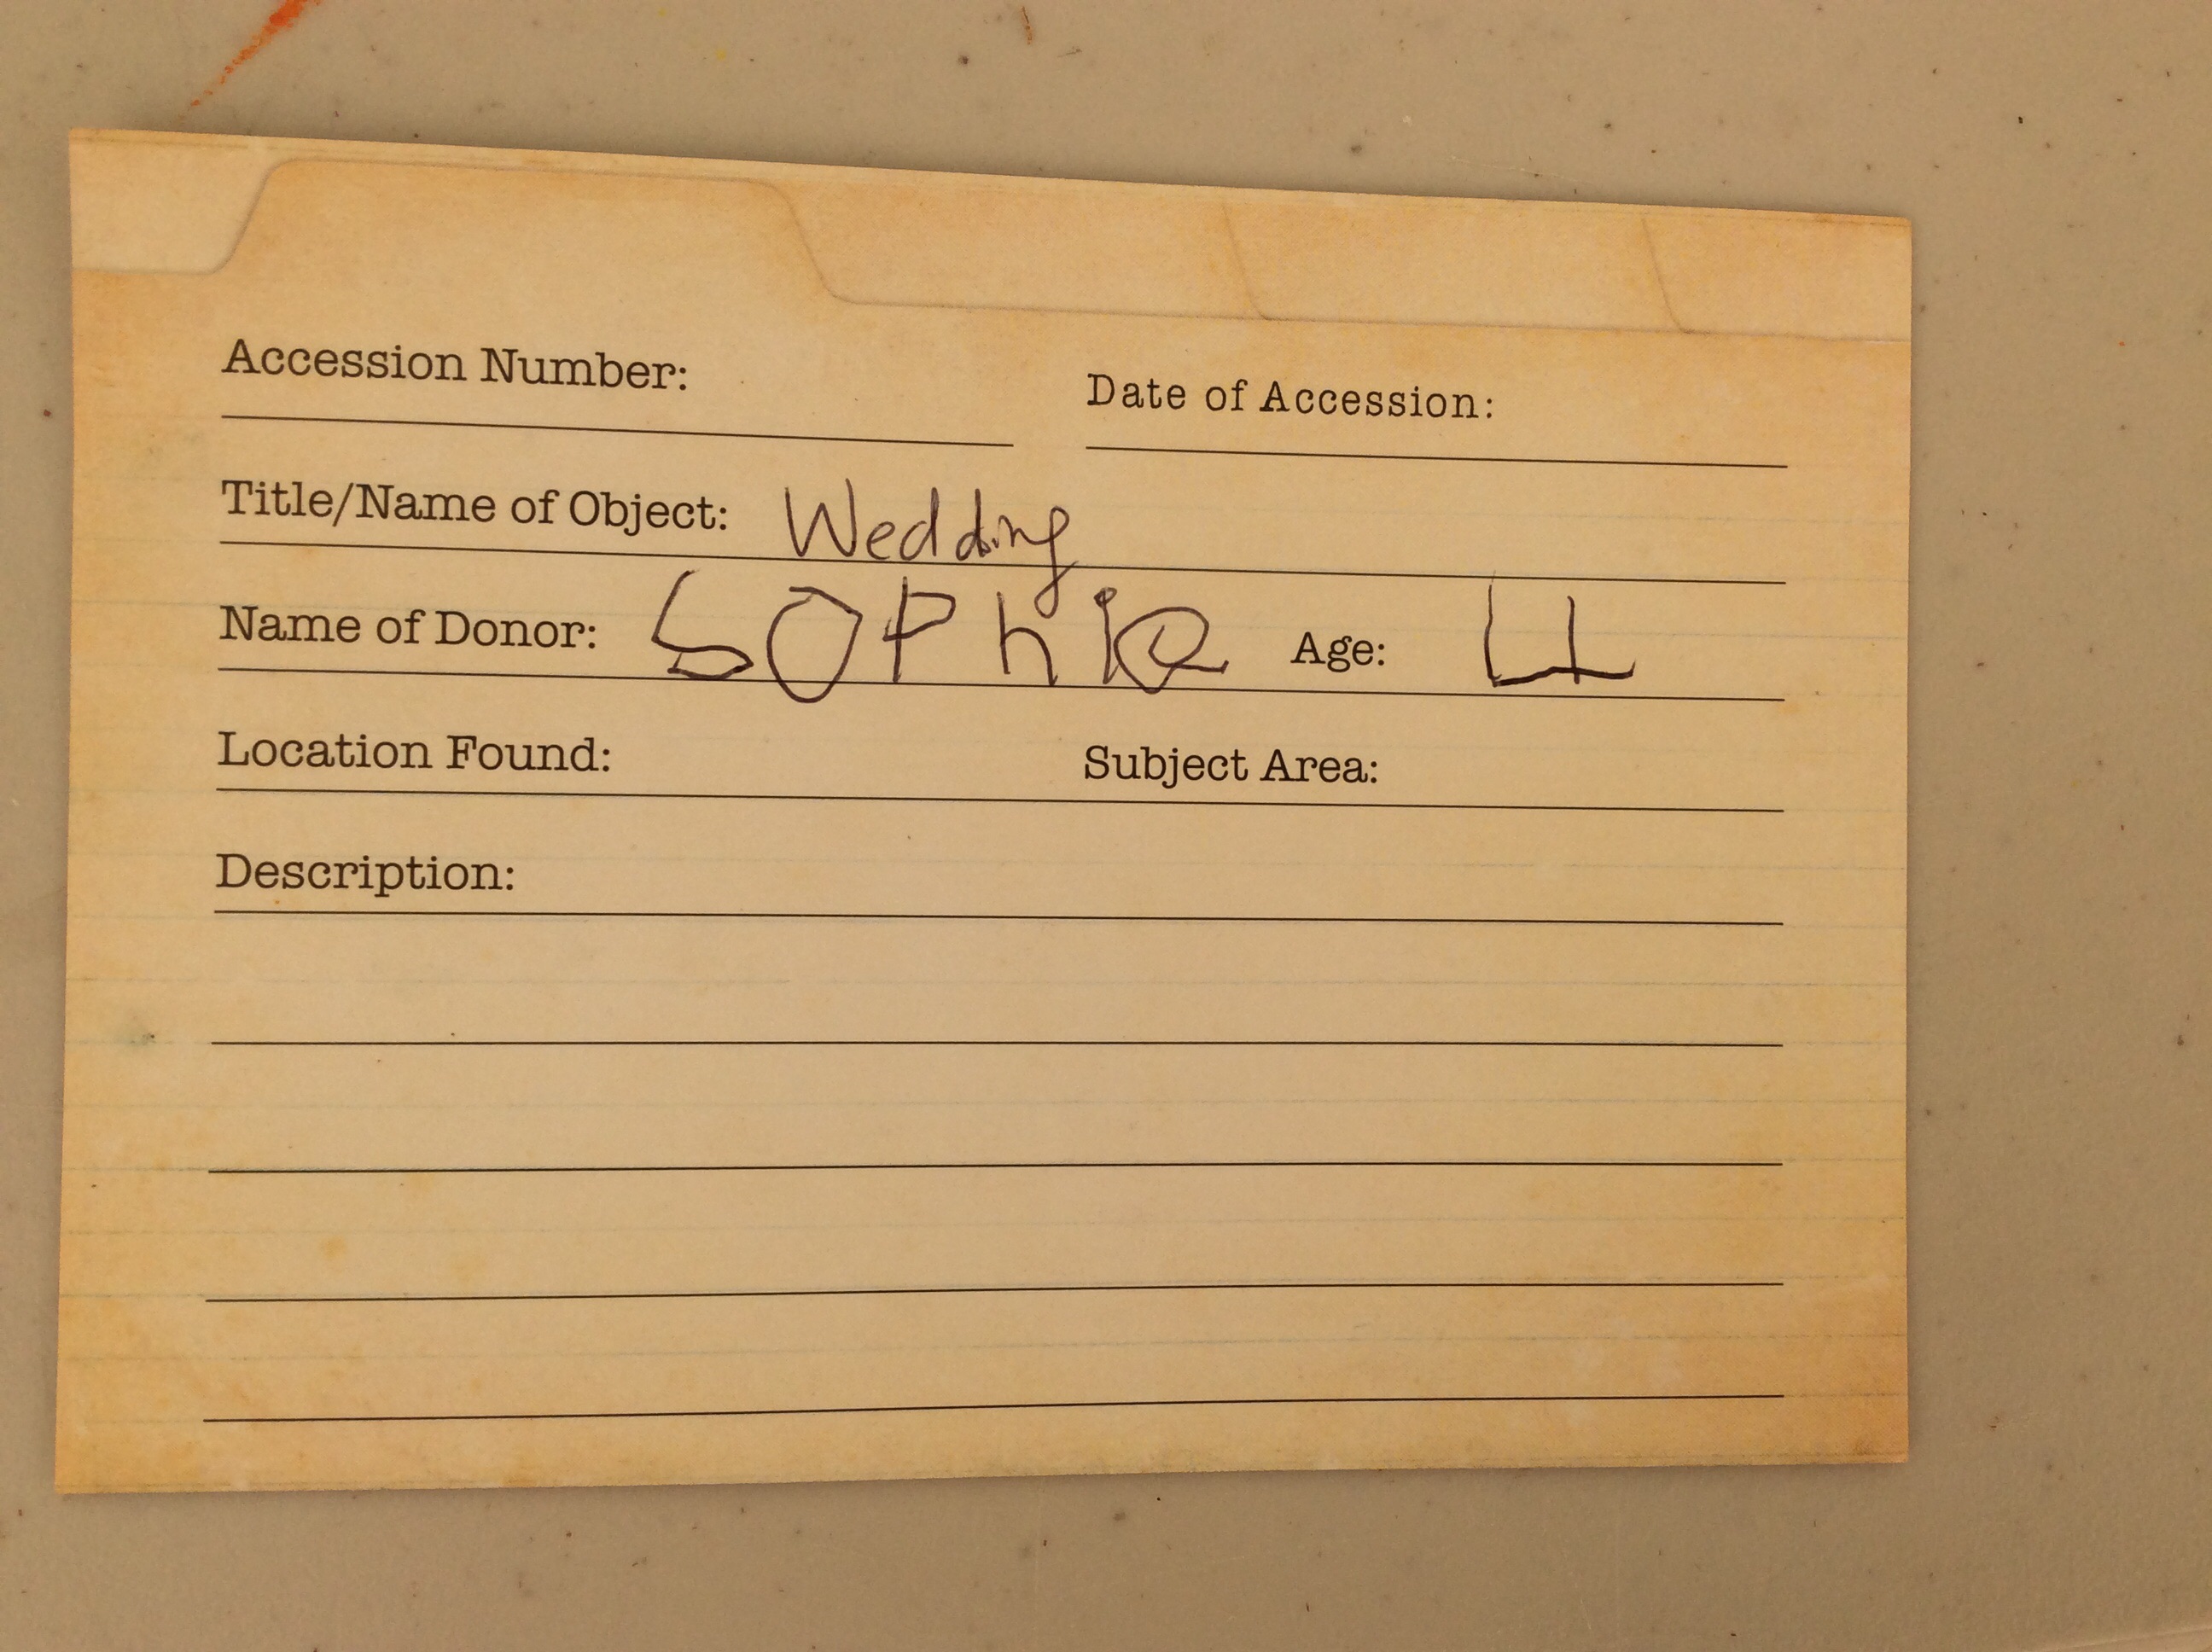 Accession Number:
Date of Accession:
Title/Name of Object: Wedding
Name of Donor: SOPhie Age: 4
Location Found:
Subject Area:
Description: